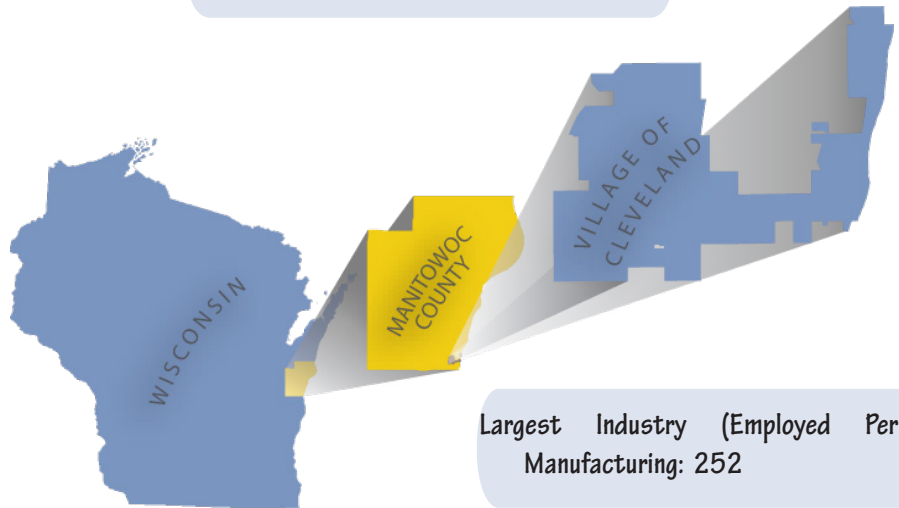 WISCONSIN
MANITOWOC
COUNTY
VILLAGE OF
CLEVELAND
Largest Industry (Employed Per
Manufacturing: 252